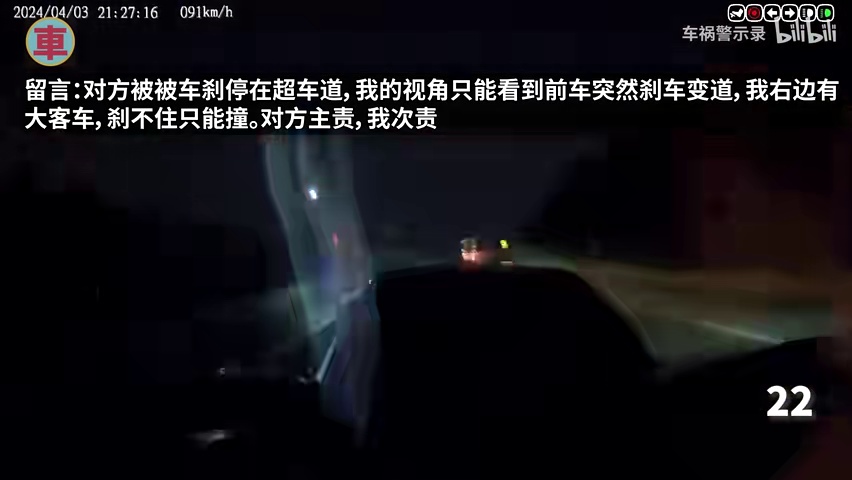 2024/04/03 21:27:16 091km/h
車
车祸警示录 bilibili
留言:对方被被车刹停在超车道,我的视角只能看到前车突然刹车变道,我右边有
大客车,刹不住只能撞。对方主责,我次责
22